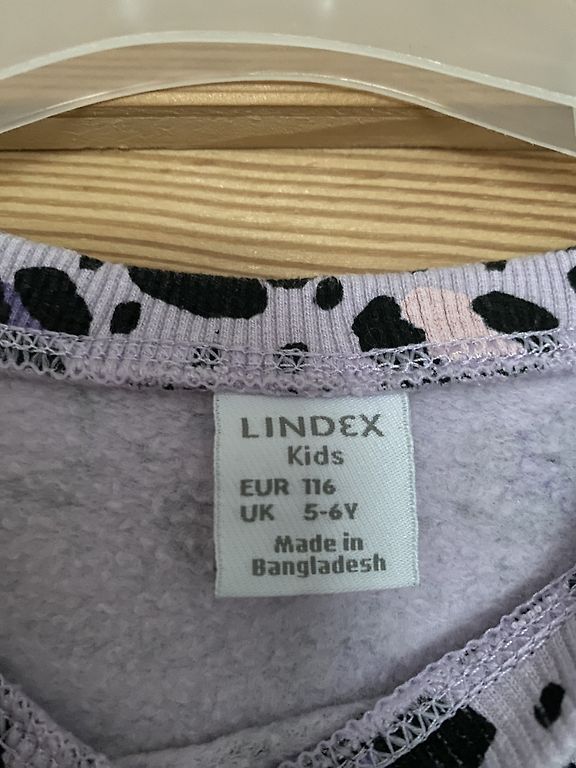 LINDEX
Kids
EUR 116
UK 5-6Y
Made in
Bangladesh